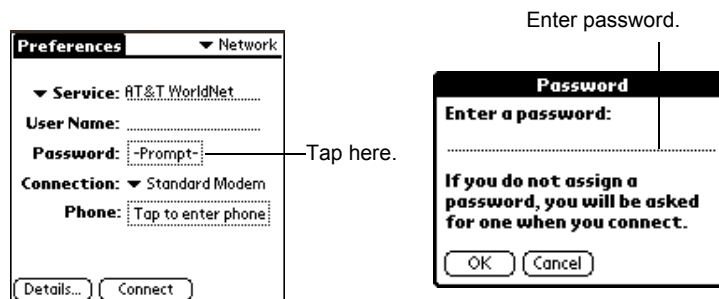 Preferences ▼ Network
▼ Service: AT&T WorldNet
User Name:
Password: -Prompt-
Tap here.
Connection: ▼ Standard Modem
Phone: Tap to enter phone
Details... Connect
Enter password.
Password
Enter a password:
If you do not assign a
password, you will be asked
for one when you connect.
OK Cancel